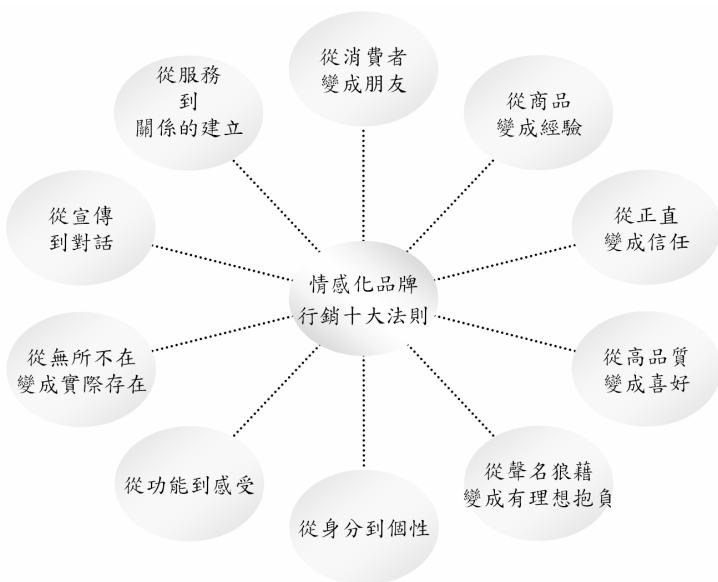 從消費者
變成朋友
從商品
變成經驗
從正直
變成信任
從高品質
變成喜好
從聲名狼藉
變成有理想抱負
從身分到個性
從功能到感受
從無所不在
變成實際存在
從宣傳
到對話
從服務
到
關係的建立
情感化品牌
行銷十大法則